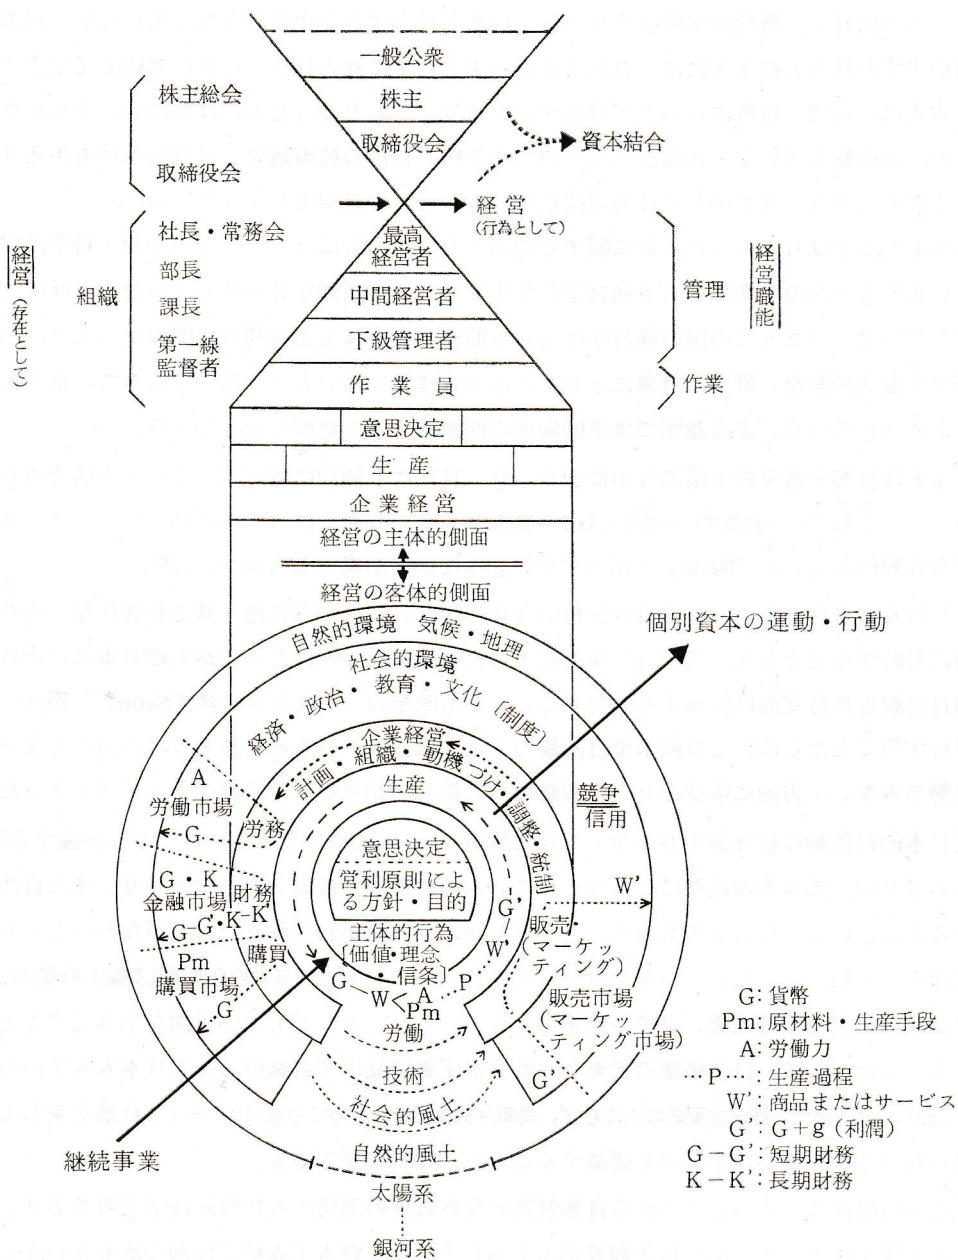 一般公衆
株主
取締役会
資本結合
株主総会
取締役会
経営
(行為として)
最高
経営者
中間経営者
下級管理者
作業員
経営(存在として)
組織
社長・常務会
部長
課長
第一線
監督者
管理
作業
経営職能
意思決定
生産
企業経営
経営の主体的側面
経営の客体的側面
自然的環境 気候・地理
社会的環境
経済・政治・教育・文化(制度)
企業経営
計画・組織・動機づけ・調整・統制
生産
個別資本の運動・行動
競争
信用
A
労働市場
G
労務
G・K
金融市場
財務
G-G'・K-K'
Pm
購買市場
購買
G
意思決定
営利原則によ
る方針・目的
主体的行為
〔価値・理念
・信条〕
G W<A Pm P W' G'
労働
技術
社会的風土
自然的風土
太陽系
銀河系
W'
販売・
(マーケッ
ティング)
販売市場
(マーケッ
ティング市場)
G'
継続事業
G:貨幣
Pm:原材料・生産手段
A:労働力
…P…:生産過程
W':商品またはサービス
G':G+g(利潤)
G-G':短期財務
K-K':長期財務